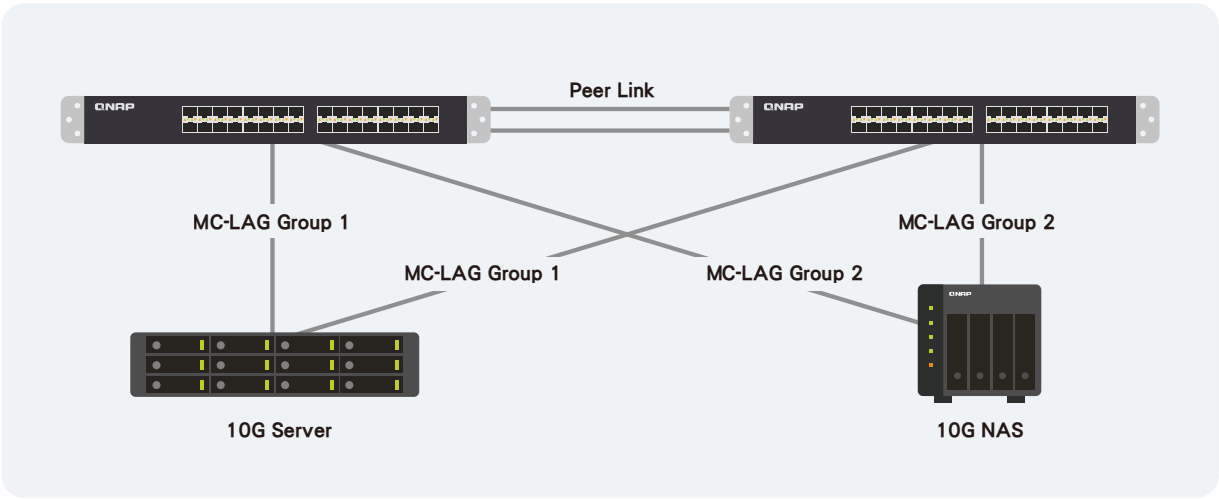 Peer Link
QNAP
QNAP
MC-LAG Group 1
MC-LAG Group 2
MC-LAG Group 1
MC-LAG Group 2
QNAP
10G Server
10G NAS